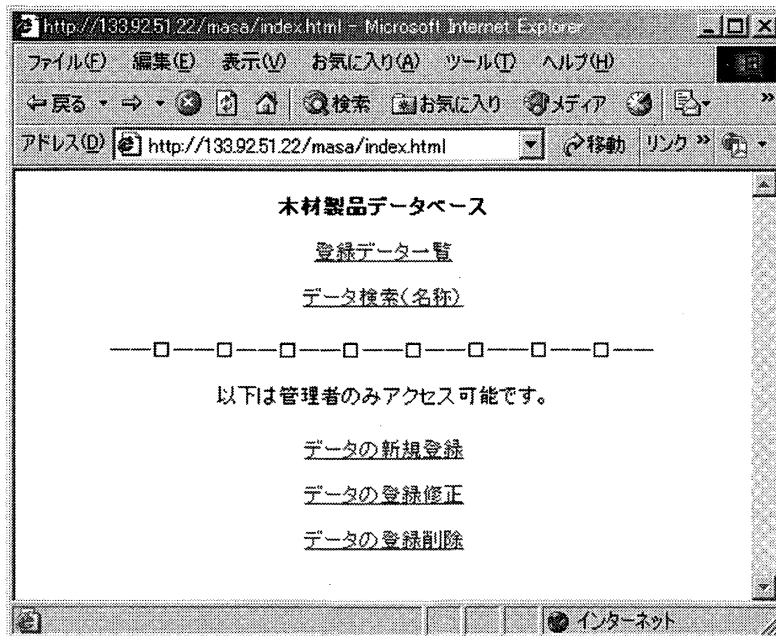 http://133.92.51.22/masa/index.html - Microsoft Internet Explorer
ファイル(F) 編集(E) 表示(V) お気に入り(A) ツール(T) ヘルプ(H)
戻る 検索 お気に入り メディア »
アドレス(D) http://133.92.51.22/masa/index.html 移動 リンク »
木材製品データベース
登録データ一覧
データ検索(名称)
――□――□――□――□――□――□――□――□――
以下は管理者のみアクセス可能です。
データの新規登録
データの登録修正
データの登録削除
インターネット